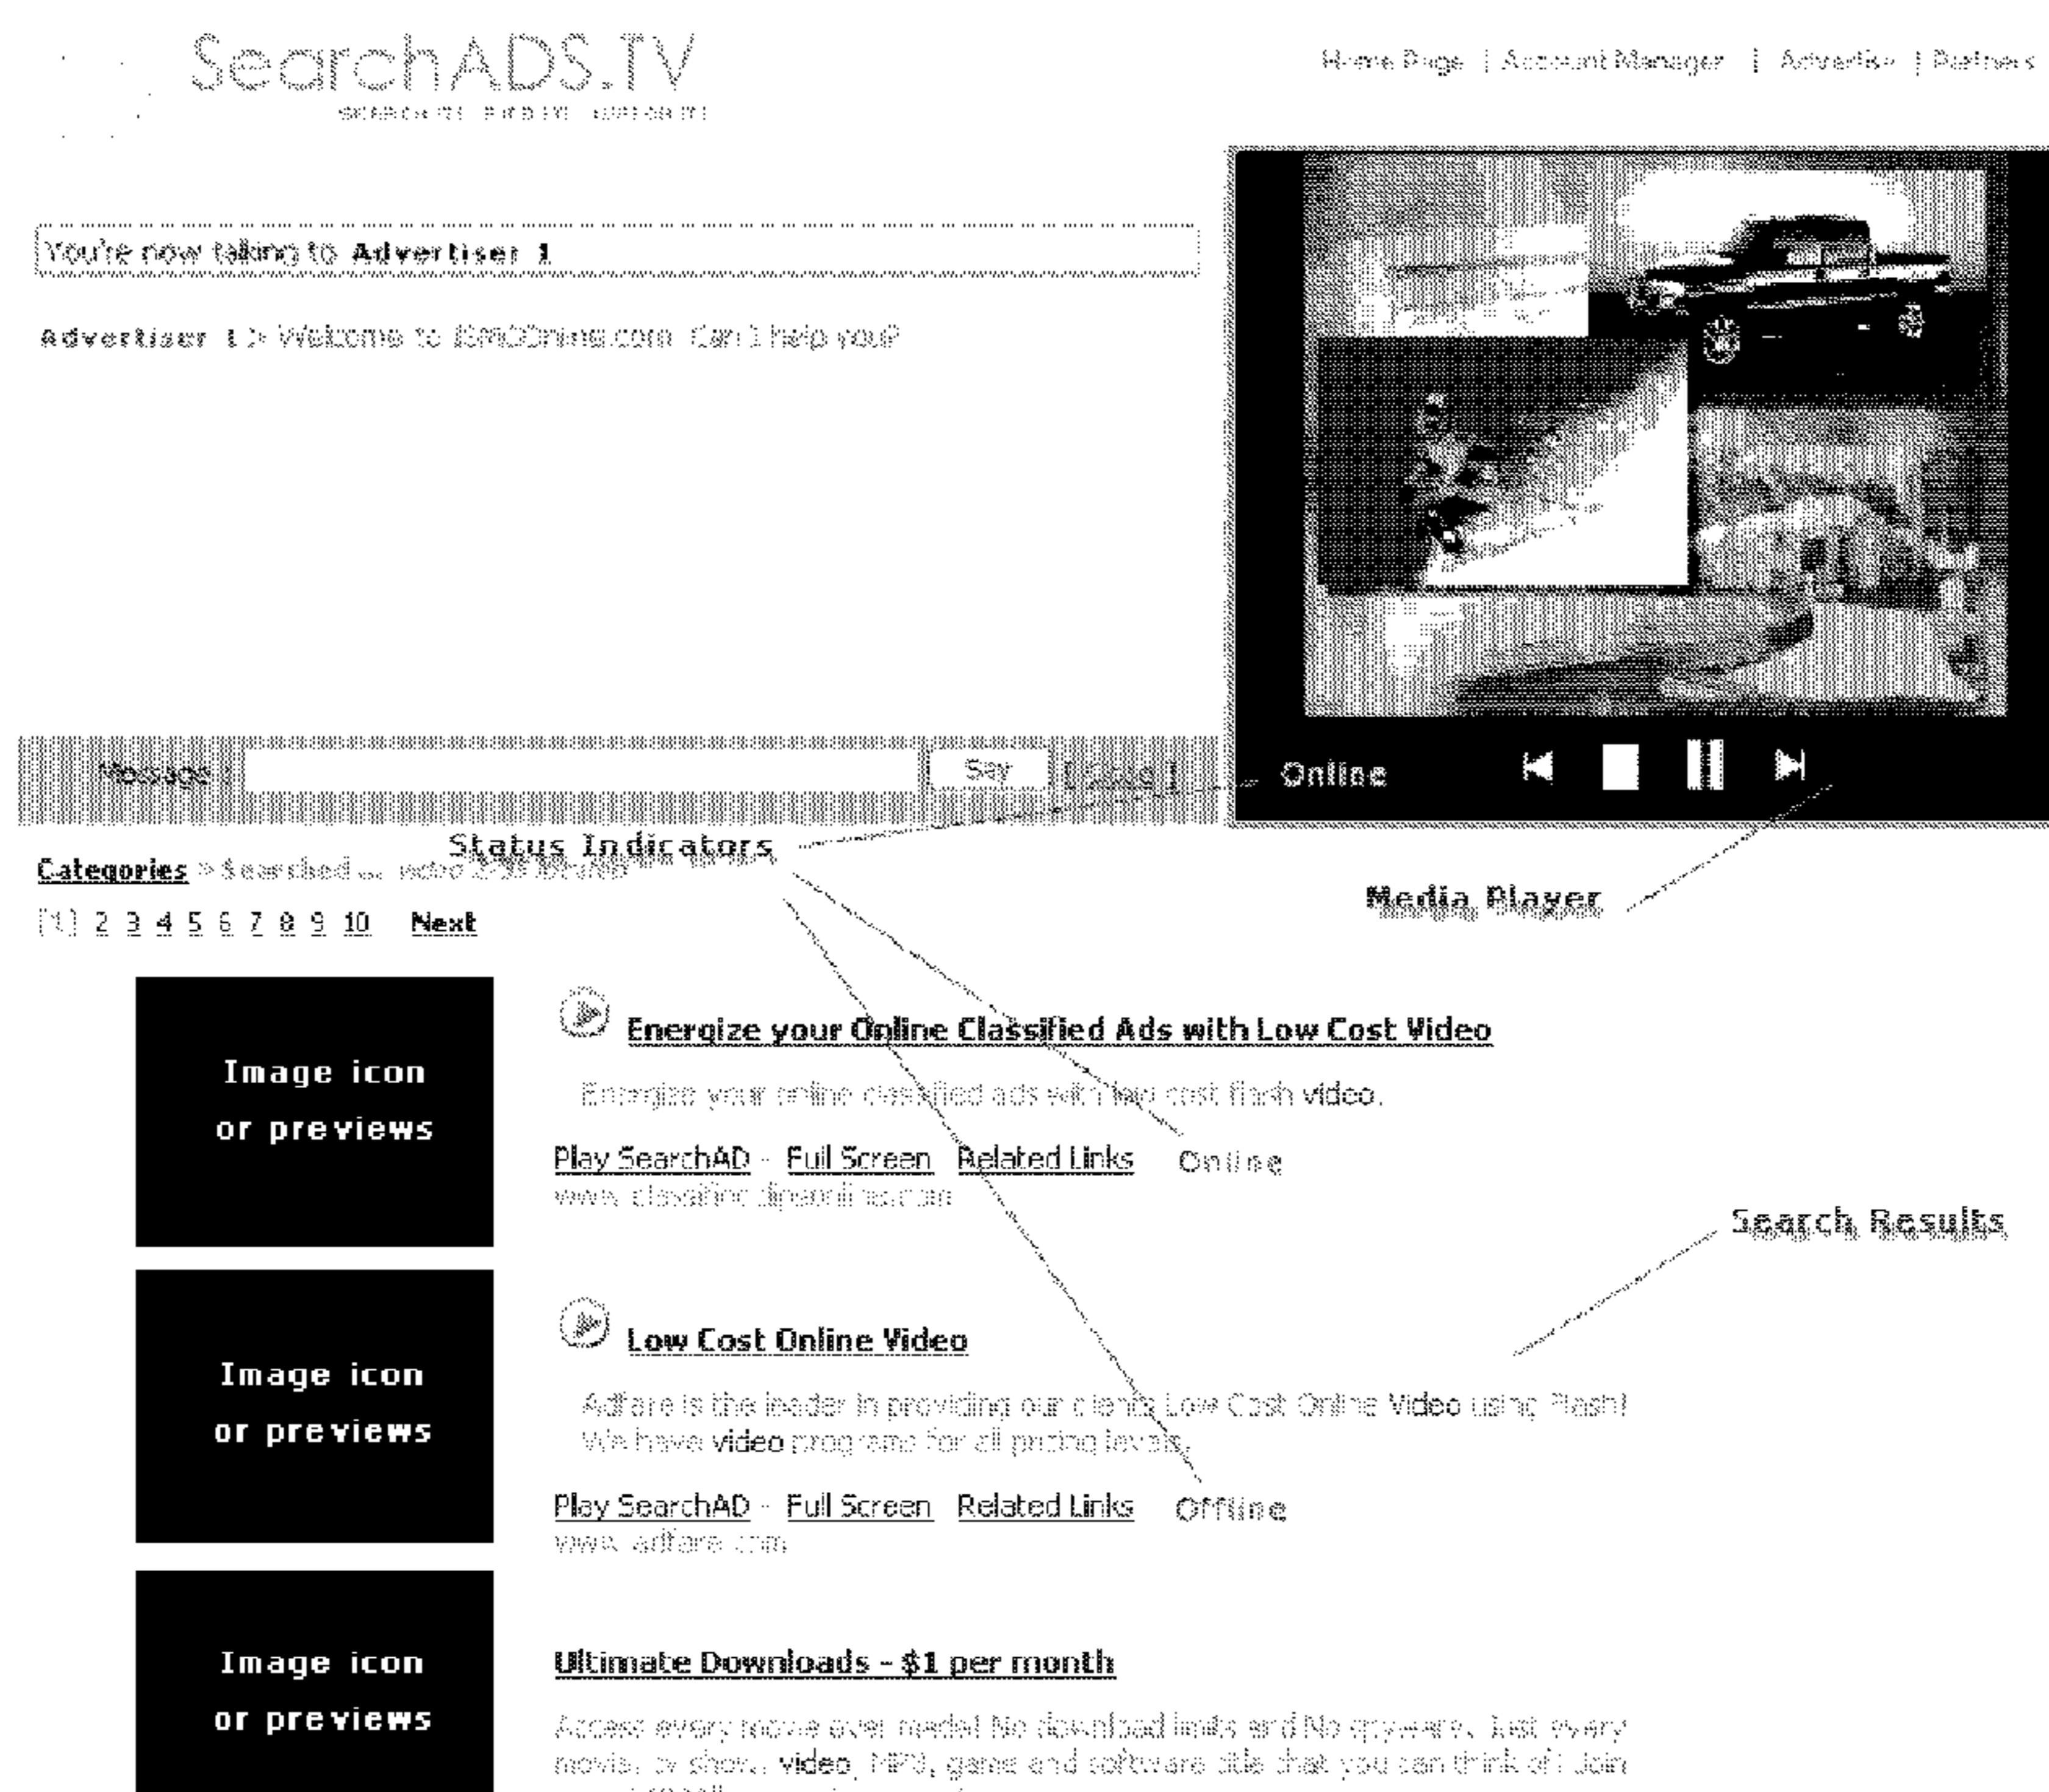 SearchADS.TV
Home Page | Account Manager | Advertise | Partners
You're now talking to Advertiser 1
Advertiser 1 > Welcome to Can I help you?
Message : Say
Online
Status Indicators
Categories > Searched
Media Player
[1] 2 3 4 5 6 7 8 9 10 Next
Image icon
or previews
Energize your Online Classified Ads with Low Cost Video
Energize your online classified ads with low cost flash video.
Play SearchAD - Full Screen Related Links Online
Search Results
Image icon
or previews
Low Cost Online Video
Adfare is the leader in providing our clients Low Cost Online Video using Flash!
We have video programs for all pricing levels.
Play SearchAD - Full Screen Related Links Offline
www.adfare.com
Image icon
or previews
Ultimate Downloads - $1 per month
Access every movie ever made! No download limits and No spyware. Just every
movie, tv show, video, MP3, game and software title that you can think of! Join